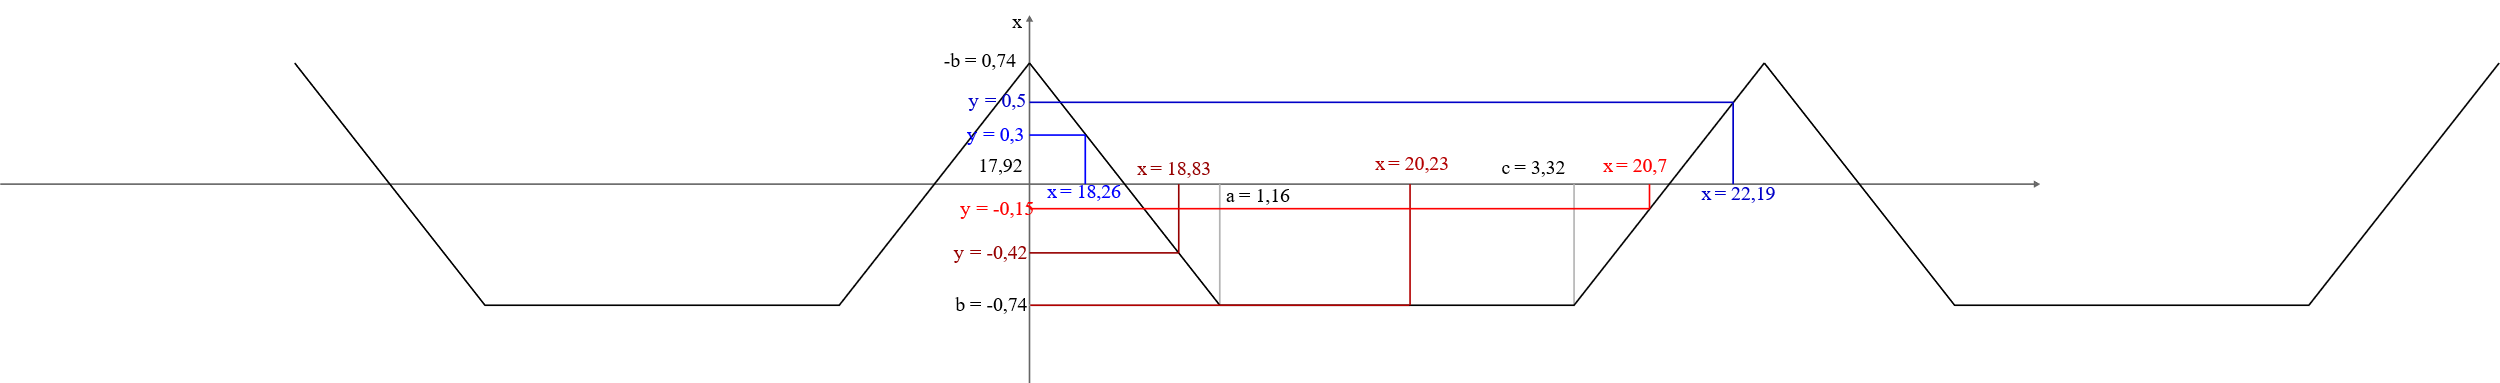 x
-b = 0,74
y = 0,5
y = 0,3
17,92
x = 18,83
x = 20,23
c = 3,32
x = 20,7
x = 18,26
a = 1,16
x = 22,19
y = -0,15
y = -0,42
b = -0,74